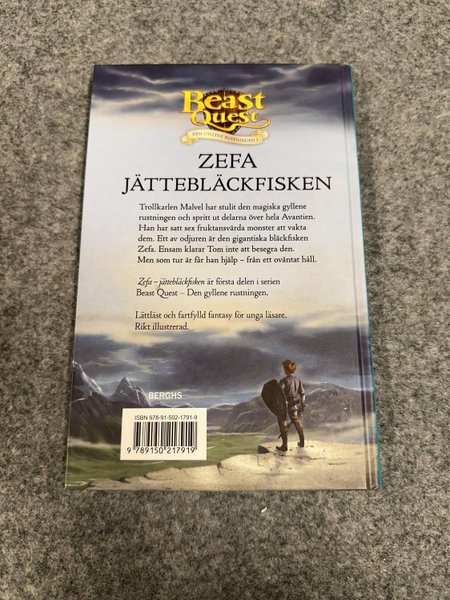 Beast
Quest
DEN GYLLENE RUSTNINGEN 1
ZEFA
JÄTTEBLÄCKFISKEN
Trollkarlen Malvel har stulit den magiska gyllene
rustningen och spritt ut delarna över hela Avantien.
Han har satt sex fruktansvärda monster att vakta
dem. Ett av odjuren är den gigantiska bläckfisken
Zefa. Ensam klarar Tom inte att besegra den.
Men som tur är får han hjälp – från ett oväntat håll.
Zefa – jättebläckfisken är första delen i serien
Beast Quest – Den gyllene rustningen.
Lättläst och fartfylld fantasy för unga läsare.
Rikt illustrerad.
BERGHS
ISBN 978-91-502-1791-9
9 789150 217919